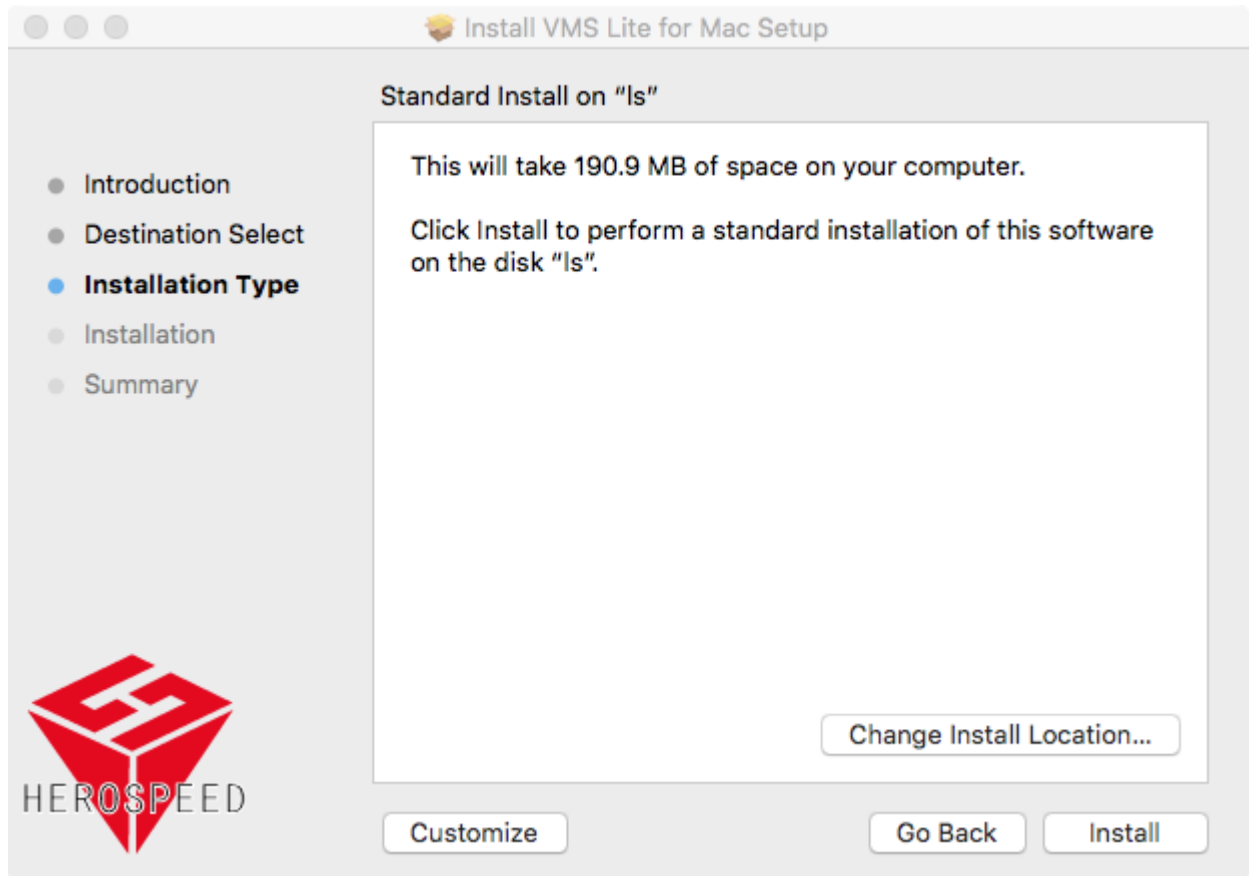 Install VMS Lite for Mac Setup
Standard Install on “ls”
Introduction
Destination Select
Installation Type
Installation
Summary
This will take 190.9 MB of space on your computer.
Click Install to perform a standard installation of this software
on the disk “ls”.
Change Install Location...
HEROSPEED
Customize
Go Back
Install